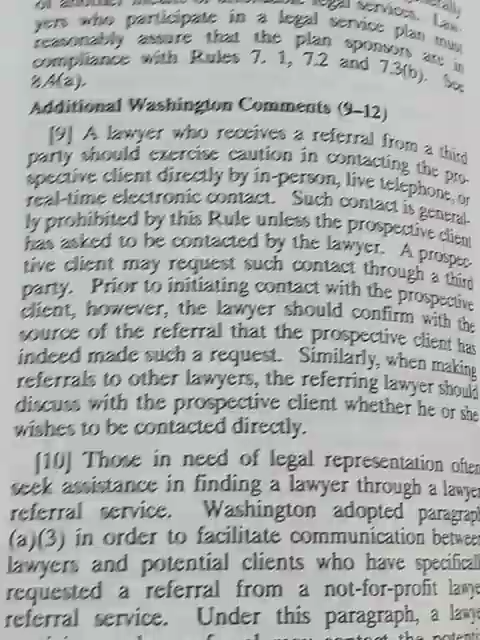 legal services. Law-
yers who participate in a legal service plan must
reasonably assure that the plan sponsors are in
compliance with Rules 7. 1, 7.2 and 7.3(b). See
8.4(a).
Additional Washington Comments (9–12)
[9] A lawyer who receives a referral from a third
party should exercise caution in contacting the pro-
spective client directly by in-person, live telephone, or
real-time electronic contact. Such contact is general-
ly prohibited by this Rule unless the prospective client
has asked to be contacted by the lawyer. A prospec-
tive client may request such contact through a third
party. Prior to initiating contact with the prospective
client, however, the lawyer should confirm with the
source of the referral that the prospective client has
indeed made such a request. Similarly, when making
referrals to other lawyers, the referring lawyer should
discuss with the prospective client whether he or she
wishes to be contacted directly.
[10] Those in need of legal representation often
seek assistance in finding a lawyer through a lawyer
referral service. Washington adopted paragraph
(a)(3) in order to facilitate communication between
lawyers and potential clients who have specifical
requested a referral from a not-for-profit lawye
referral service. Under this paragraph, a lawy